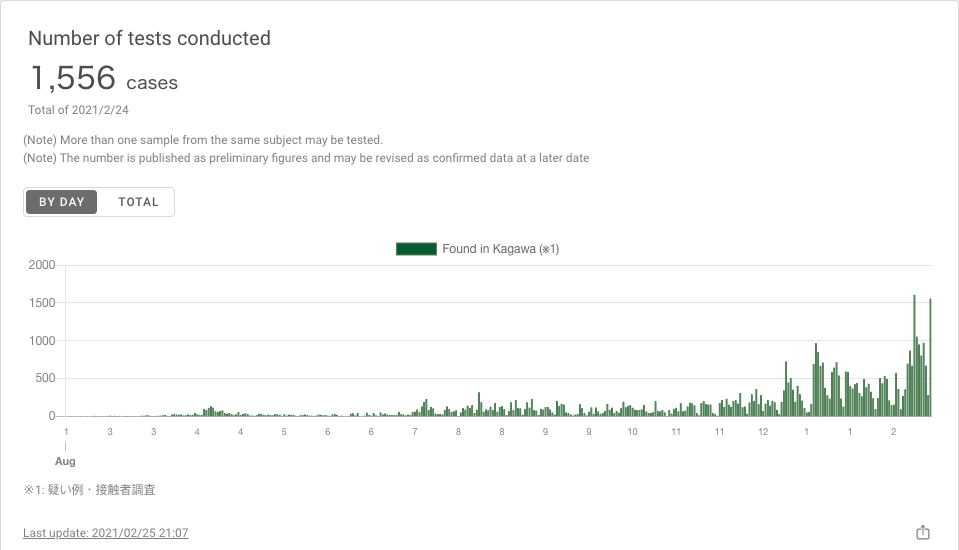 Number of tests conducted
1,556 cases
Total of 2021/2/24
(Note) More than one sample from the same subject may be tested.
(Note) The number is published as preliminary figures and may be revised as confirmed data at a later date
BY DAY TOTAL
Found in Kagawa (※1)
2000
1500
1000
500
0
1 3 3 4 4 5 6 6 7 8 8 9 9 10 11 11 12 1 1 2
Aug
※1: 疑い例・接触者調査
Last update: 2021/02/25 21:07